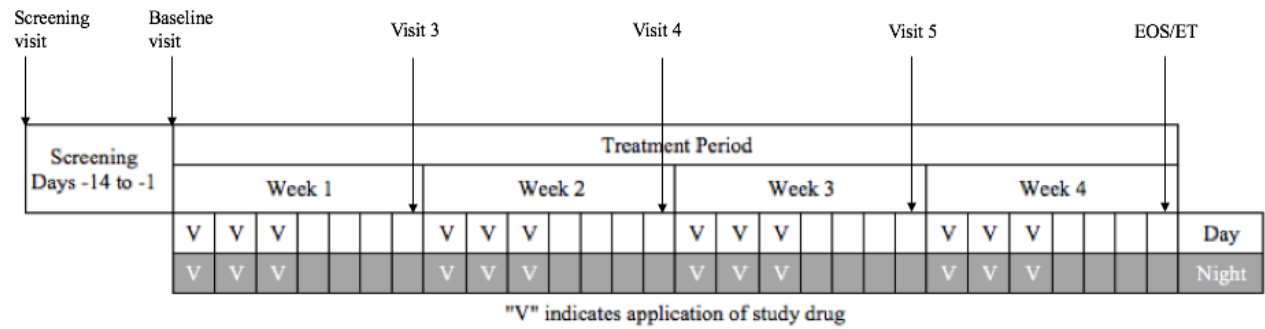 Screening
visit
Baseline
visit
Visit 3
Visit 4
Visit 5
EOS/ET
Screening
Days -14 to -1
Treatment Period
Week 1
Week 2
Week 3
Week 4
V V V V V V V V V V V V Day
V V V V V V V V V V V V Night
"V" indicates application of study drug